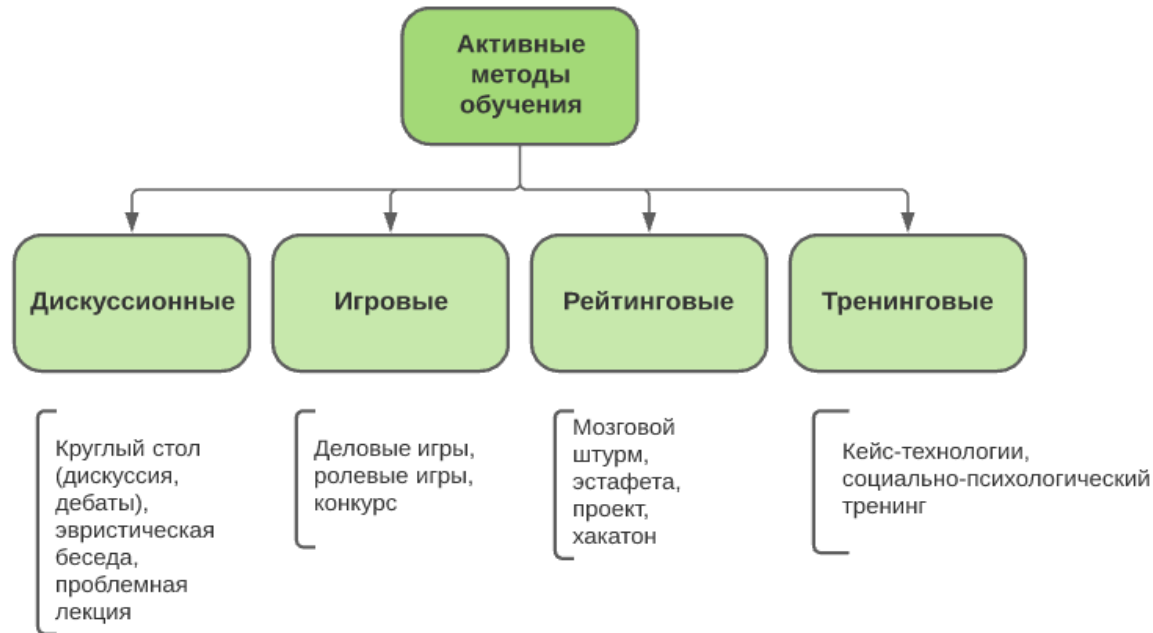 Активные
методы
обучения
Дискуссионные
Игровые
Рейтинговые
Тренинговые
Круглый стол
(дискуссия,
дебаты),
эвристическая
беседа,
проблемная
лекция
Деловые игры,
ролевые игры,
конкурс
Мозговой
штурм,
эстафета,
проект,
хакатон
Кейс-технологии,
социально-психологический
тренинг